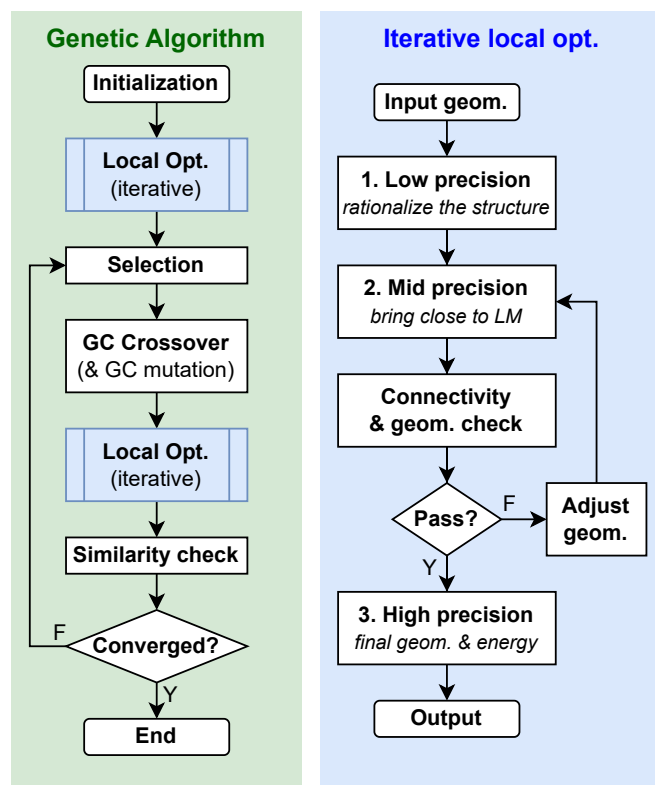 Genetic Algorithm
Initialization
Local Opt.
(iterative)
Selection
GC Crossover
(& GC mutation)
Local Opt.
(iterative)
Similarity check
F
Converged?
Y
End
Iterative local opt.
Input geom.
1. Low precision
rationalize the structure
2. Mid precision
bring close to LM
Connectivity
& geom. check
Pass?
F
Adjust
geom.
Y
3. High precision
final geom. & energy
Output